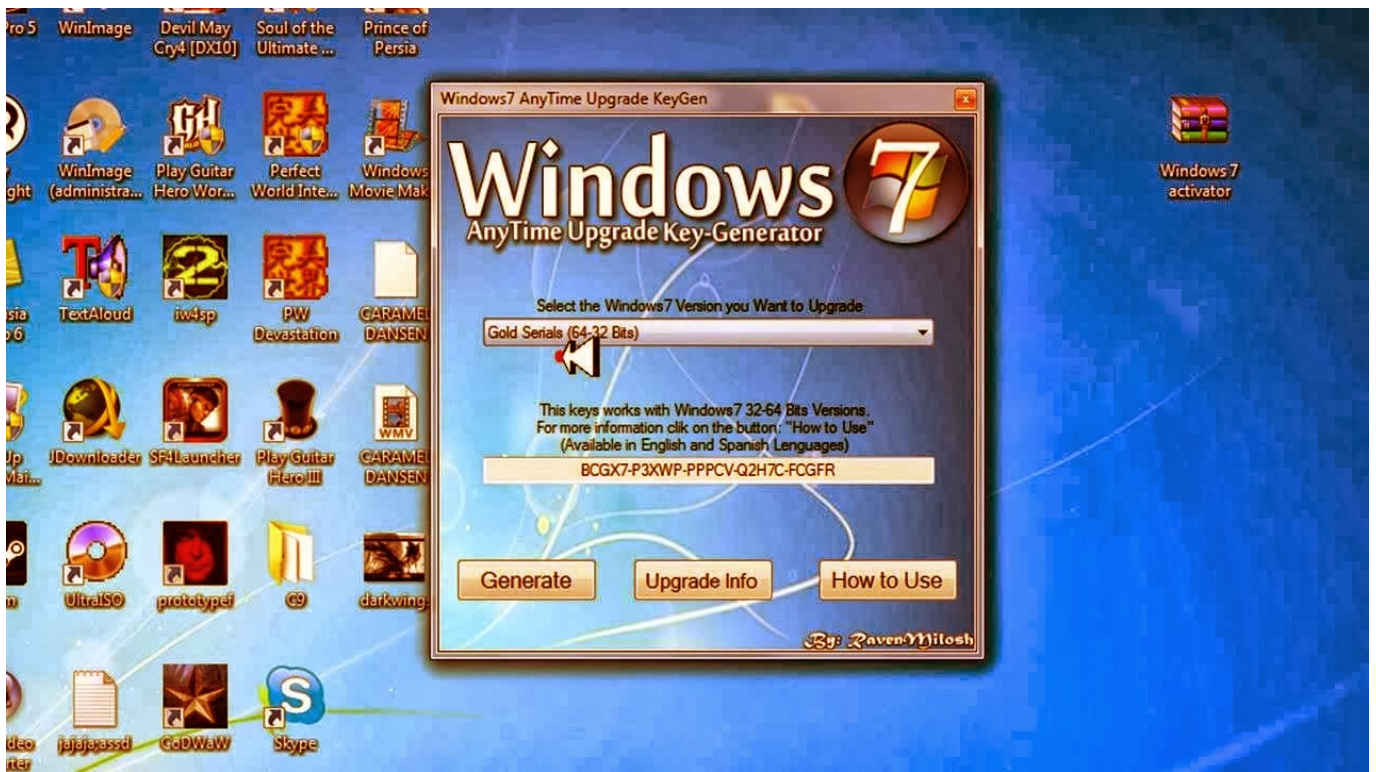 Pro 5
WinImage
Devil May
Cry4 [DX10]
Soul of the
Ultimate ...
Prince of
Persia
WinImage
(administra...
Play Guitar
Hero Wor...
Perfect
World Inte...
Windows
Movie Mak
TextAloud
iw4sp
PW
Devastation
CARAMEL
DANSEN
JDownloader
SF4Launcher
Play Guitar
Hero III
WMV
CARAMEL
DANSEN
UltraISO
prototypef
C9
darkwing-
jajaja;assd
CoDWaW
Skype
Windows7 AnyTime Upgrade KeyGen
Windows 7
AnyTime Upgrade Key-Generator
Select the Windows7 Version you Want to Upgrade
Gold Serials (64-32 Bits)
This keys works with Windows7 32-64 Bits Versions.
For more information clik on the button: "How to Use"
(Available in English and Spanish Lenguages)
BCGX7-P3XWP-PPPCV-Q2H7C-FCGFR
Generate
Upgrade Info
How to Use
By: RavenMilosh
Windows 7
activator